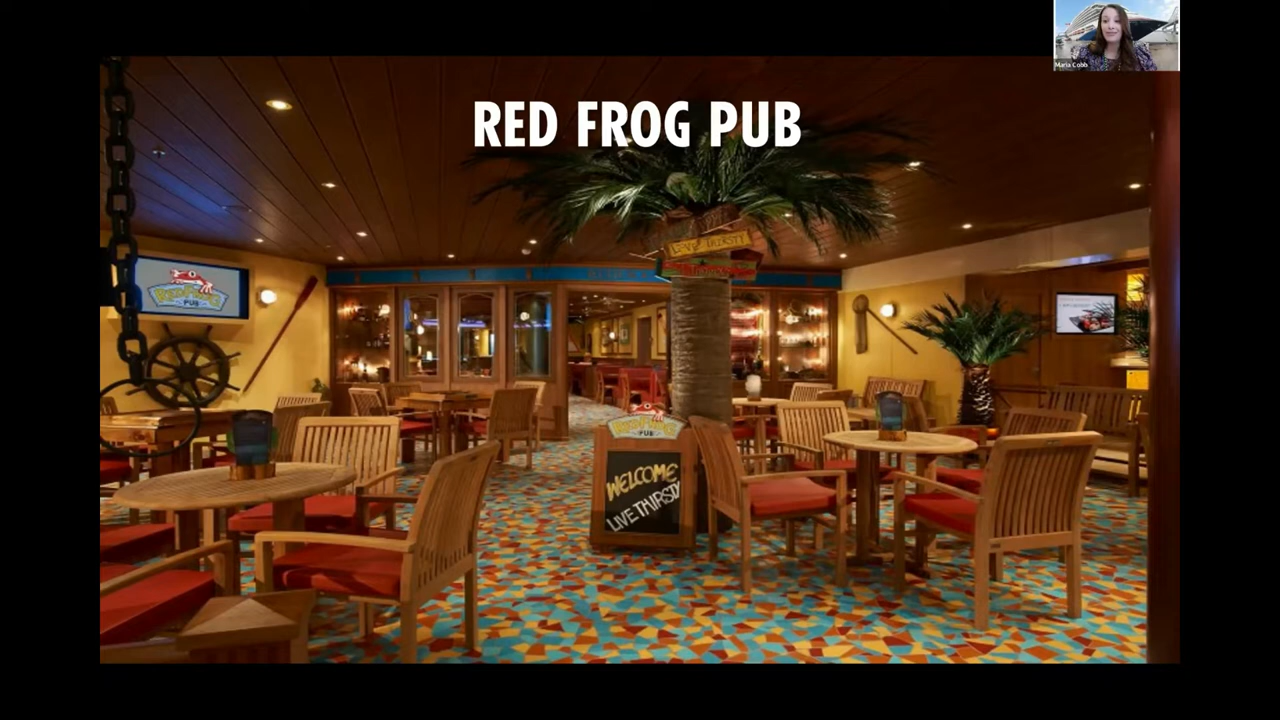 Maria Cobb
RED FROG PUB
LIVE THIRSTY
RED FROG
PUB
RED FROG
PUB
WELCOME
LIVE THIRSTY